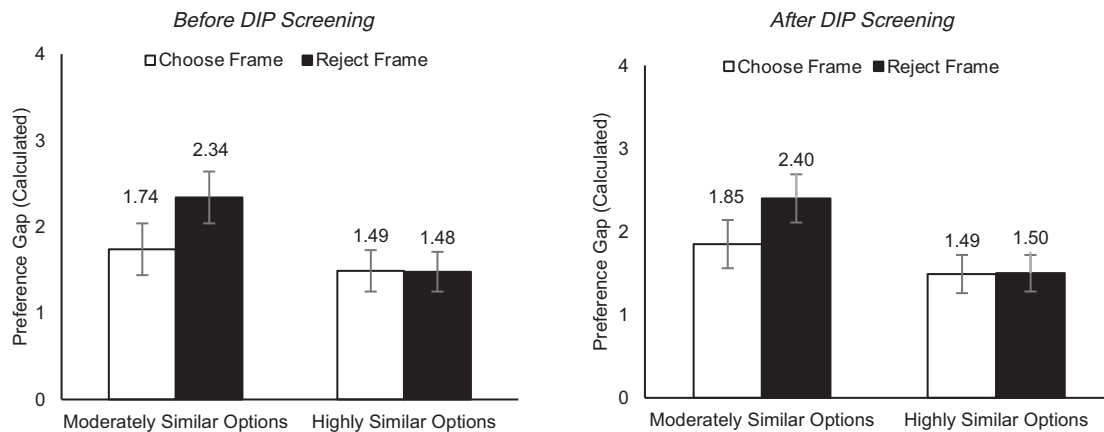 Before DIP Screening
Choose Frame Reject Frame
Preference Gap (Calculated)
4
3
2
1
0
1.74
2.34
1.49
1.48
Moderately Similar Options Highly Similar Options
After DIP Screening
Choose Frame Reject Frame
Preference Gap (Calculated)
4
3
2
1
0
1.85
2.40
1.49
1.50
Moderately Similar Options Highly Similar Options